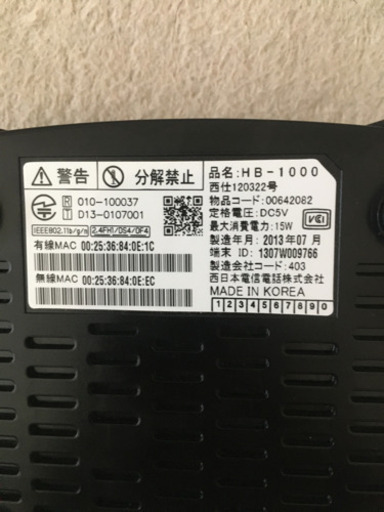 警告 分解禁止
R 010-100037
T D13-0107001
IEEE802.11b/g/n 2.4FH1/DS4/OF4
有線MAC 00:25:36:84:0E:1C
無線MAC 00:25:36:84:0E:EC
品名:HB-1000
西仕120322号
物品コード:00642082
定格電圧:DC5V
最大消費電力:15W
VCI
製造年月:2013年07月
端末 ID:1307W009766
製造会社コード:403
西日本電信電話株式会社
MADE IN KOREA
1 2 3 4 5 6 7 8 9 0